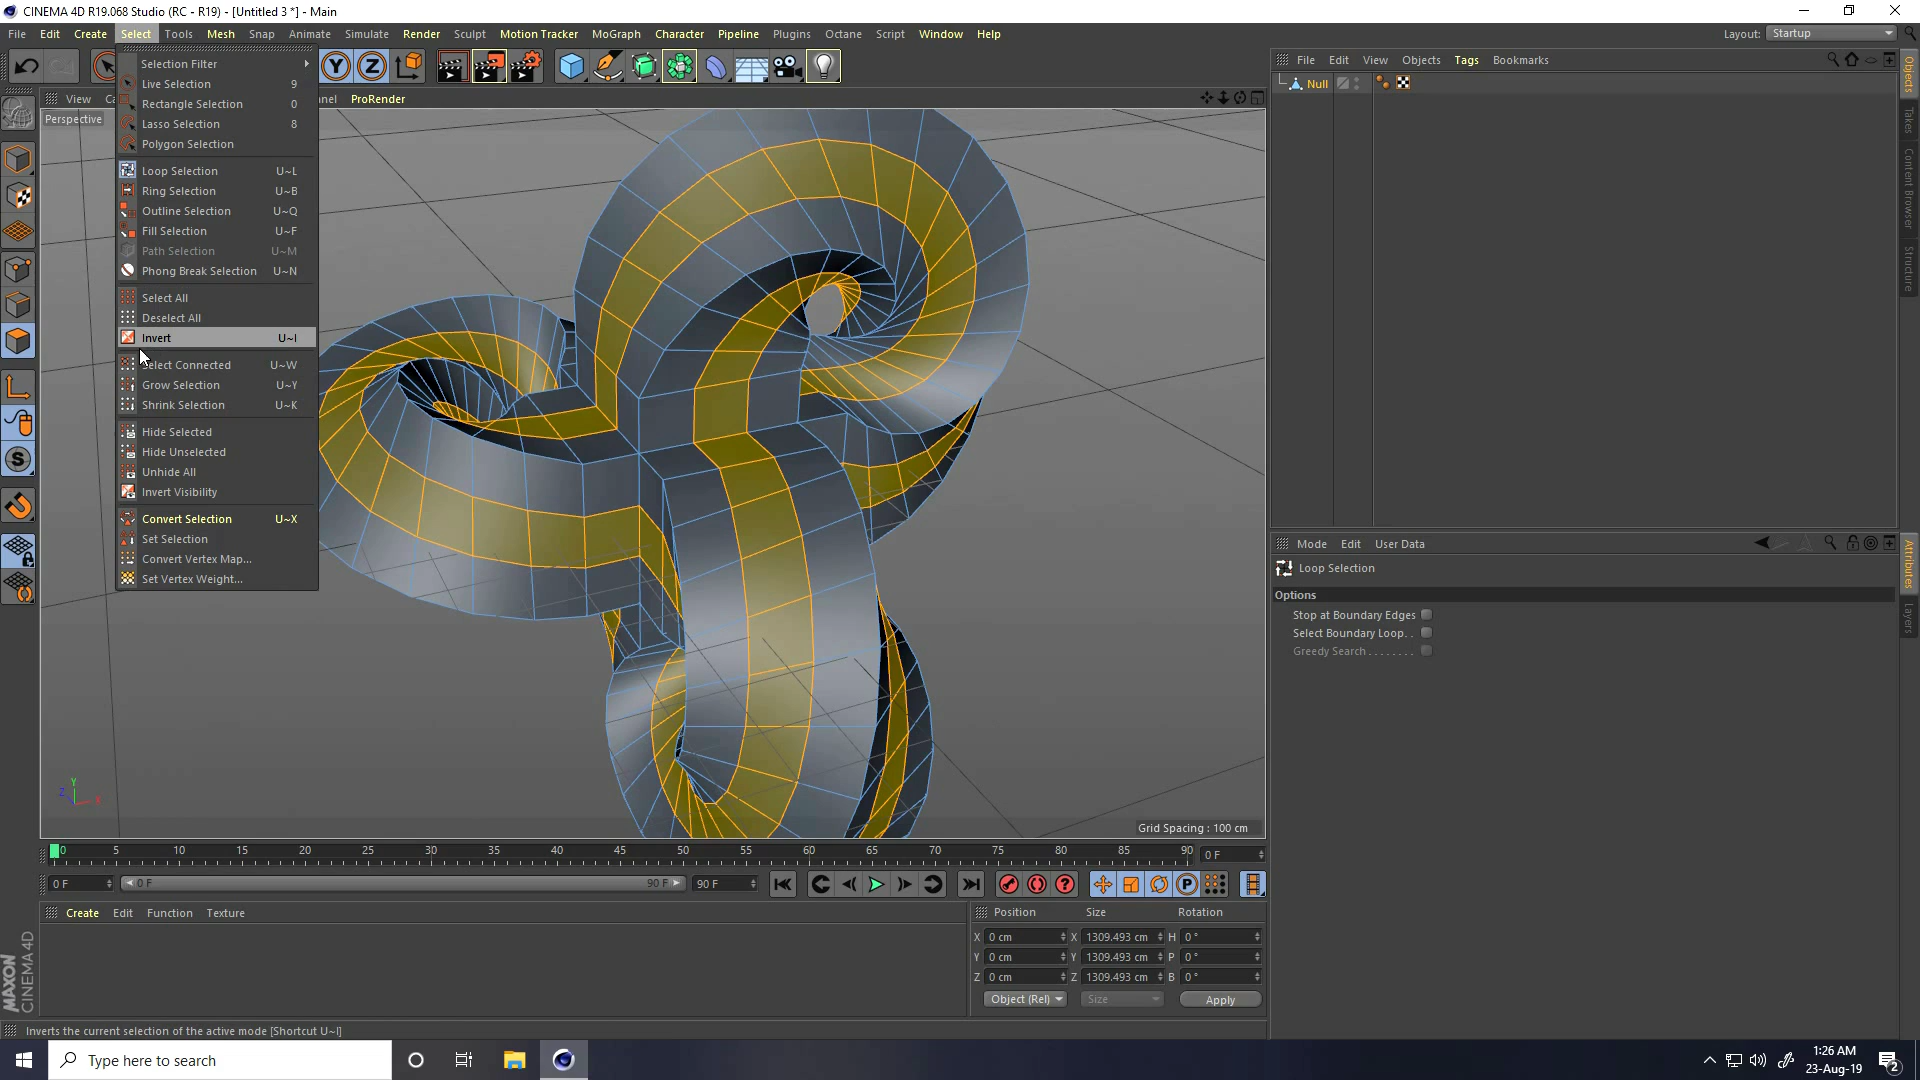 CINEMA 4D R19.068 Studio (RC - R19) - [Untitled 3 *] - Main
File Edit Create Select Tools Mesh Snap Animate Simulate Render Sculpt Motion Tracker MoGraph Character Pipeline Plugins Octane Script Window Help
Layout: Startup
Selection Filter
Live Selection 9
Rectangle Selection 0
Lasso Selection 8
Polygon Selection
Loop Selection U~L
Ring Selection U~B
Outline Selection U~Q
Fill Selection U~F
Path Selection U~M
Phong Break Selection U~N
Select All
Deselect All
Invert U~I
Select Connected U~W
Grow Selection U~Y
Shrink Selection U~K
Hide Selected
Hide Unselected
Unhide All
Invert Visibility
Convert Selection U~X
Set Selection
Convert Vertex Map...
Set Vertex Weight...
View ProRender
Perspective
Y Z X
Grid Spacing : 100 cm
File Edit View Objects Tags Bookmarks
Null
Objects
Takes
Content Browser
Structure
Mode Edit User Data
Loop Selection
Options
Stop at Boundary Edges
Select Boundary Loop. .
Greedy Search . . . . . . . .
Attributes
Layers
0 5 10 15 20 25 30 35 40 45 50 55 60 65 70 75 80 85 90 0 F
0 F 0 F 90 F 90 F
Create Edit Function Texture
Position Size Rotation
X 0 cm X 1309.493 cm H 0 °
Y 0 cm Y 1309.493 cm P 0 °
Z 0 cm Z 1309.493 cm B 0 °
Object (Rel) Size Apply
MAXON
CINEMA 4D
Inverts the current selection of the active mode [Shortcut U~I]
Type here to search
1:26 AM
23-Aug-19
2